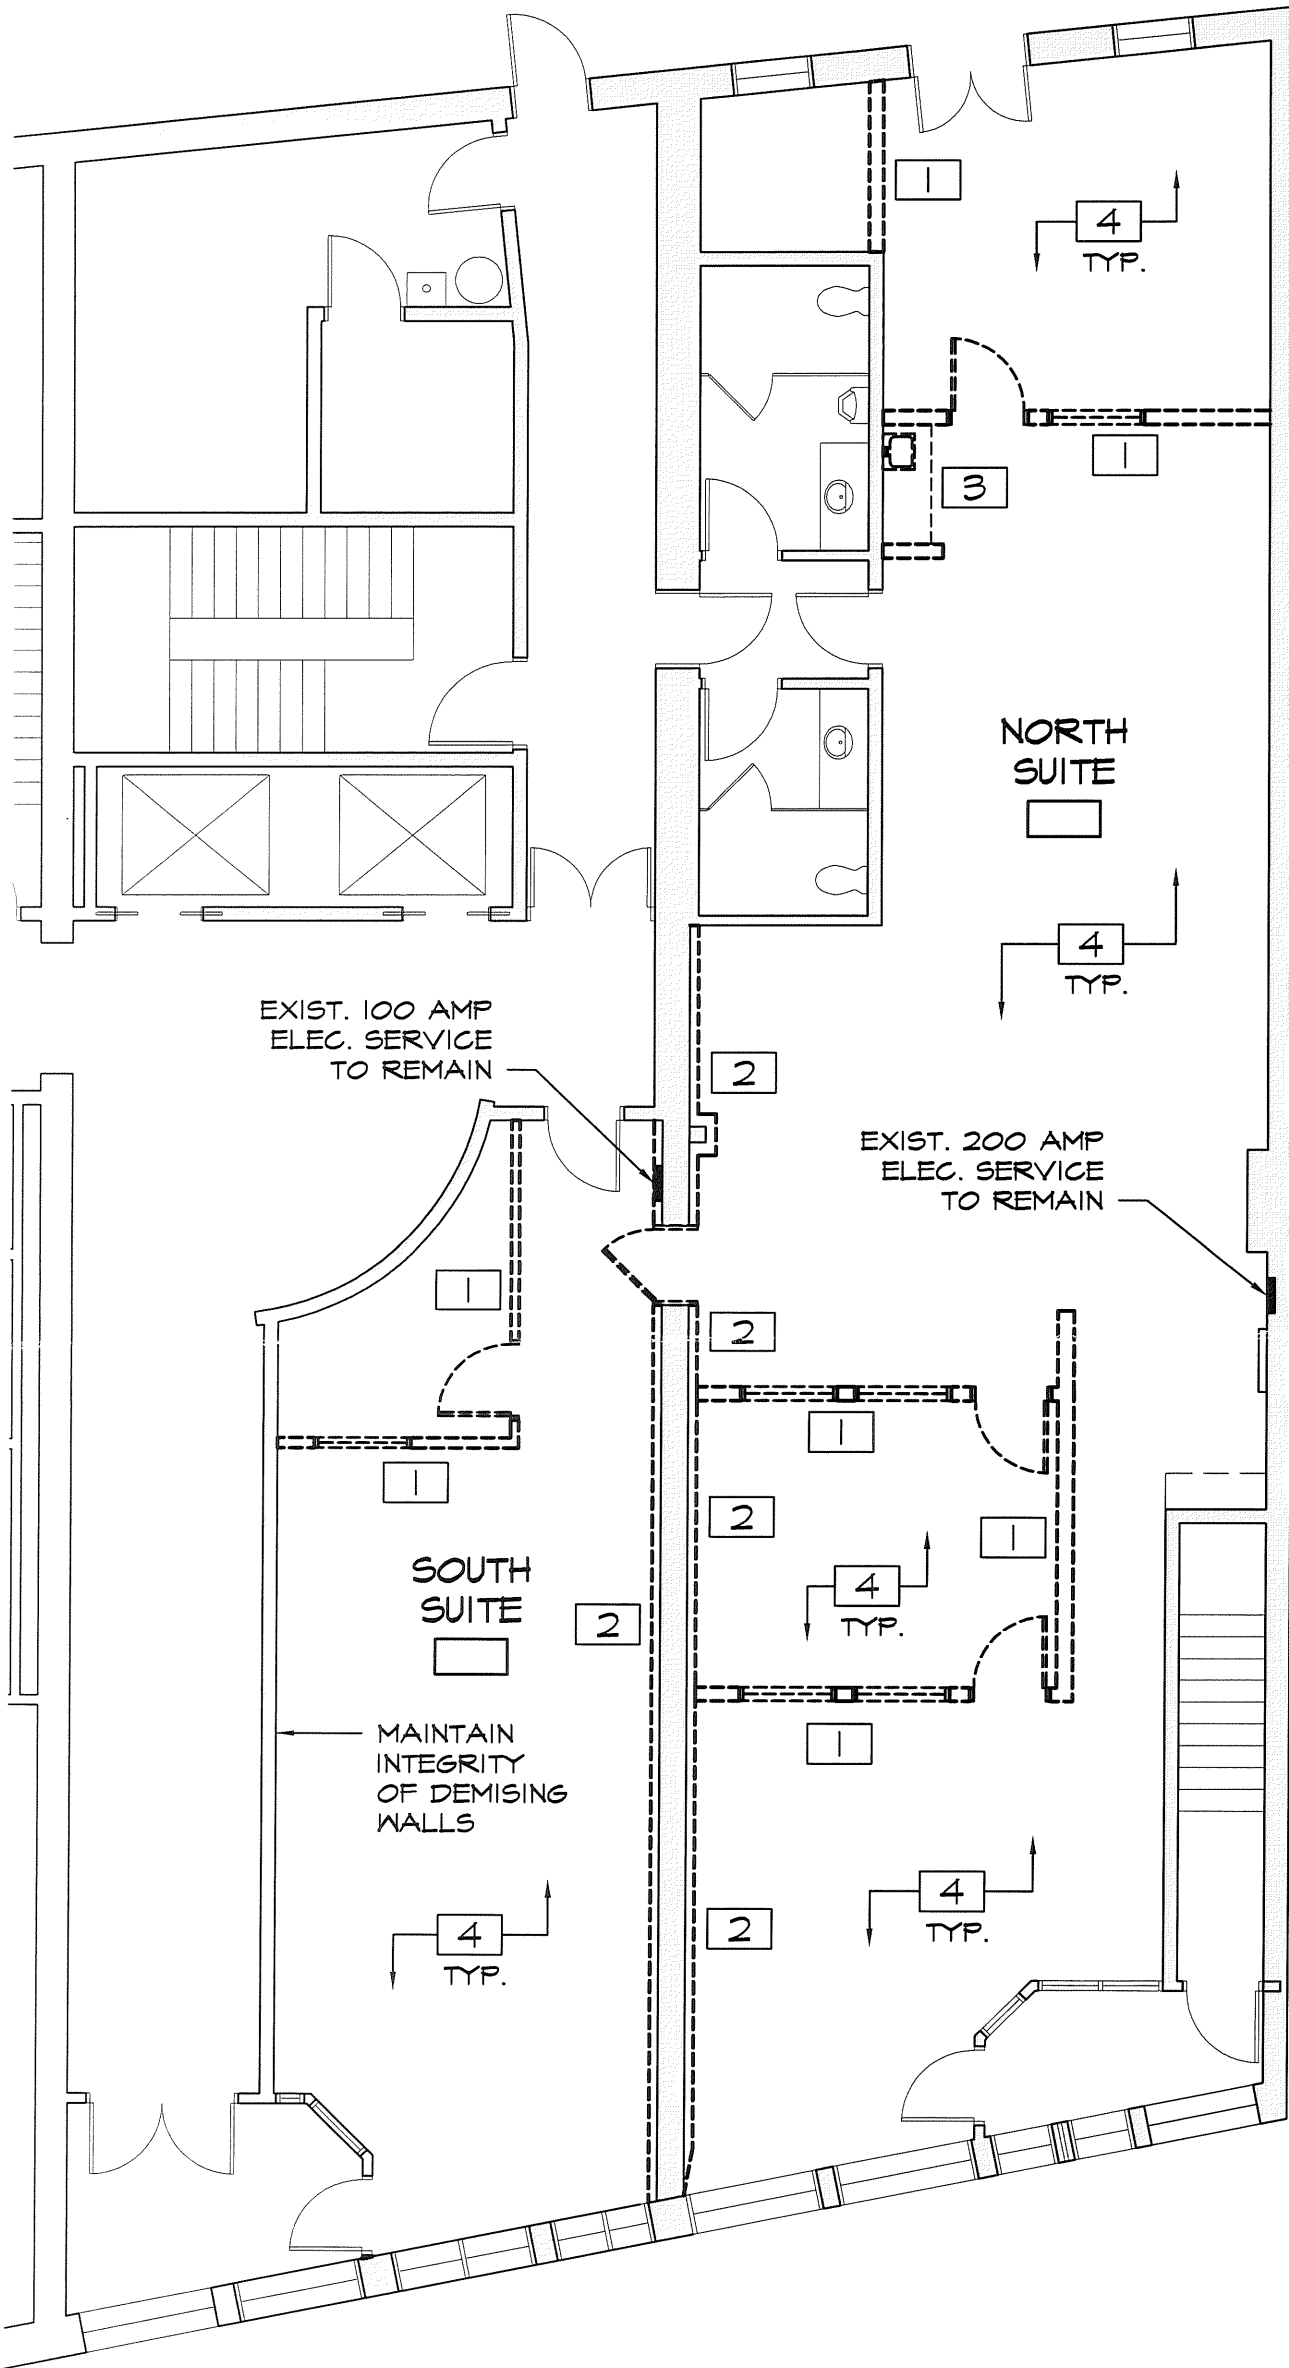 1
4
TYP.
1
3
NORTH
SUITE
4
TYP.
EXIST. 100 AMP
ELEC. SERVICE
TO REMAIN
2
EXIST. 200 AMP
ELEC. SERVICE
TO REMAIN
1
2
1
1
2
1
SOUTH
SUITE
4
TYP.
2
MAINTAIN
INTEGRITY
OF DEMISING
WALLS
1
4
TYP.
2
4
TYP.